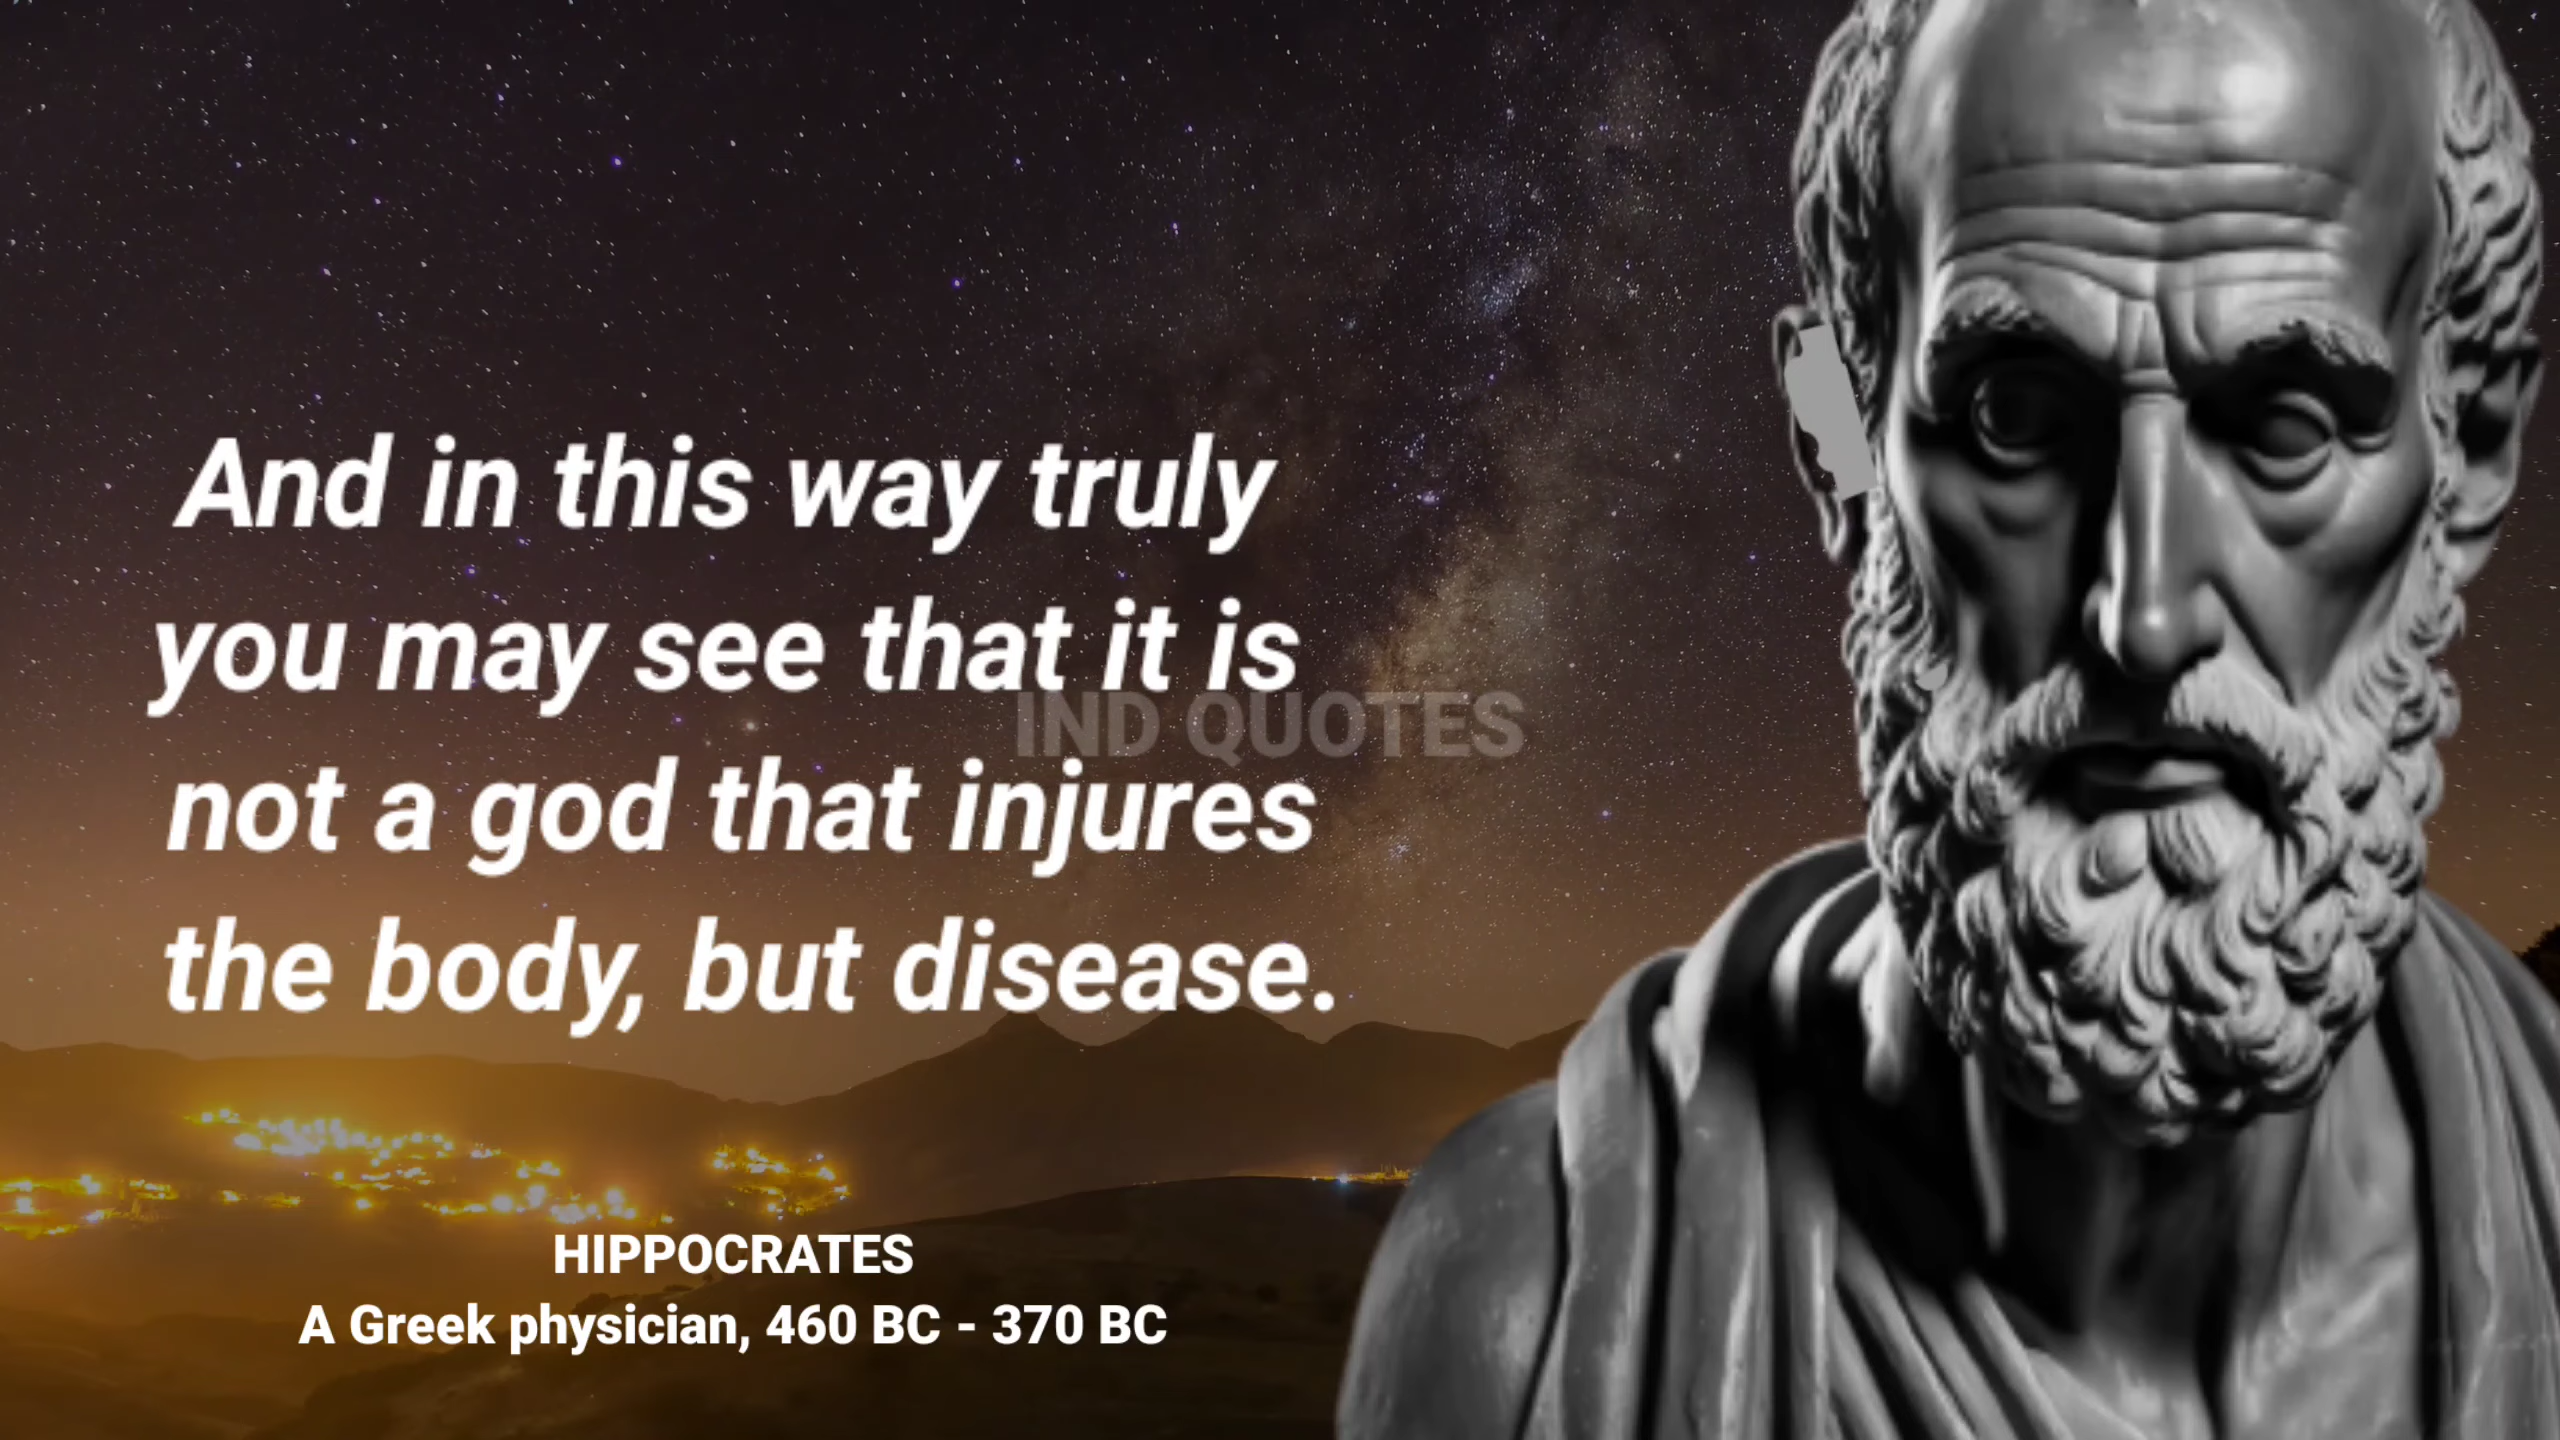 And in this way truly
you may see that it is
IND QUOTES
not a god that injures
the body, but disease.
HIPPOCRATES
A Greek physician, 460 BC - 370 BC